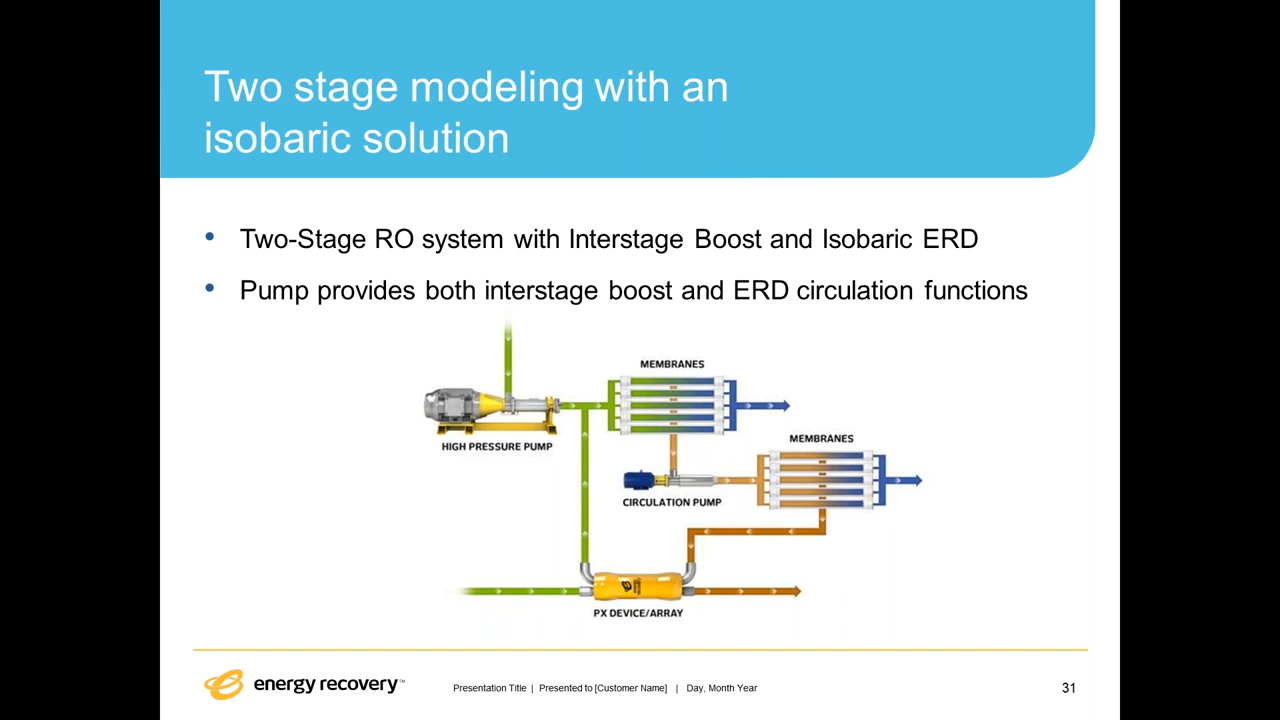 Two stage modeling with an
isobaric solution
• Two-Stage RO system with Interstage Boost and Isobaric ERD
• Pump provides both interstage boost and ERD circulation functions
MEMBRANES
HIGH PRESSURE PUMP
MEMBRANES
CIRCULATION PUMP
PX DEVICE/ARRAY
energy recovery™
Presentation Title | Presented to [Customer Name] | Day, Month Year
31